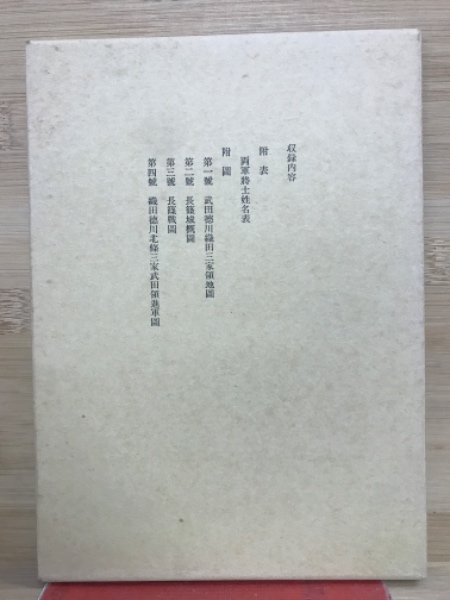 収録内容
附表
両軍將士姓名表
附圖
第一號 武田德川織田三家領地圖
第二號 長篠城概圖
第三號 長篠戰圖
第四號 織田德川北條三家武田領進軍圖